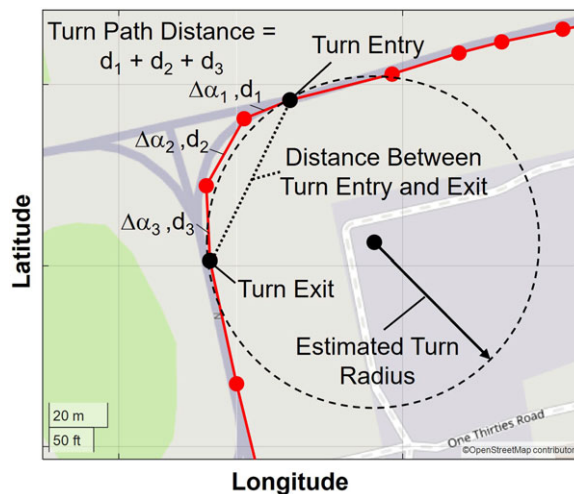 Turn Path Distance =
d1 + d2 + d3
Turn Entry
Δα1,d1
Δα2,d2
Distance Between
Turn Entry and Exit
Δα3,d3
Turn Exit
Estimated Turn
Radius
20 m
50 ft
One Thirties Road
©OpenStreetMap contributor
Latitude
Longitude